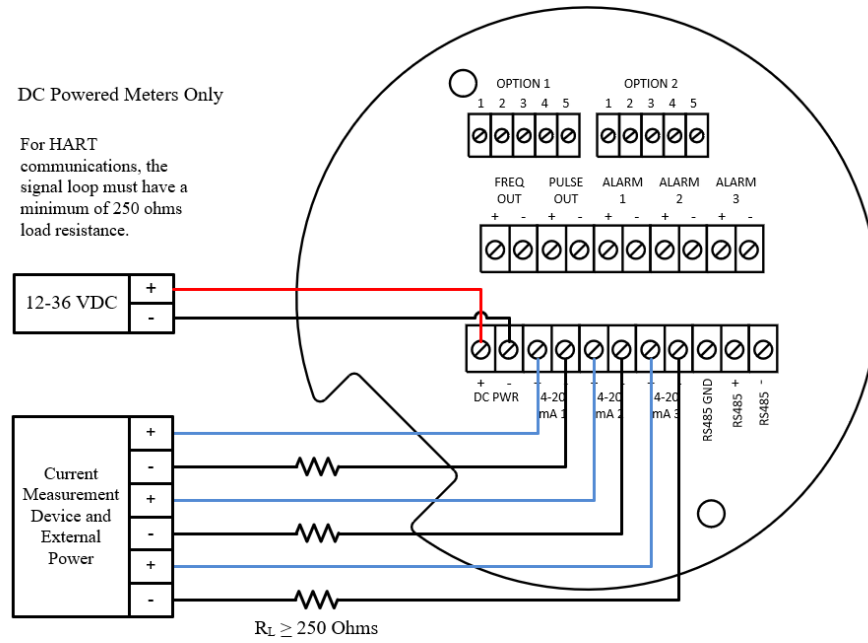 DC Powered Meters Only
For HART
communications, the
signal loop must have a
minimum of 250 ohms
load resistance.
OPTION 1
1 2 3 4 5
OPTION 2
1 2 3 4 5
FREQ
OUT
+ -
PULSE
OUT
+ -
ALARM
1
+ -
ALARM
2
+ -
ALARM
3
+ -
12-36 VDC
+
-
+ -
DC PWR
+ -
4-20
mA 1
+ -
4-20
mA 2
+ -
4-20
mA 3
RS485 GND
RS485 +
RS485 -
Current
Measurement
Device and
External
Power
+
-
+
-
+
-
RL ≥ 250 Ohms